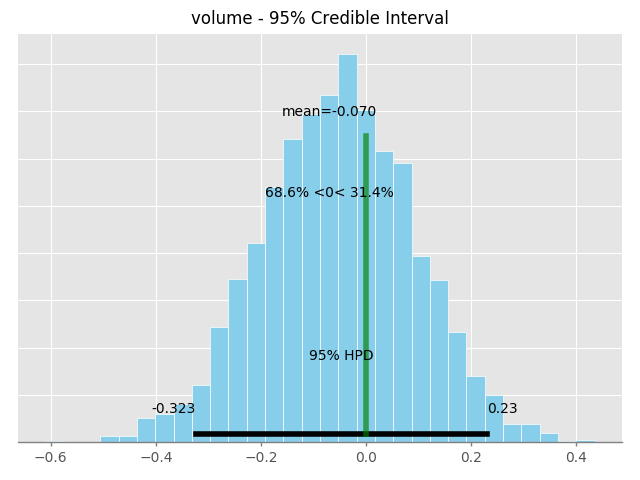 volume - 95% Credible Interval
mean=-0.070
68.6% <0< 31.4%
95% HPD
-0.323 0.23
−0.6 −0.4 −0.2 0.0 0.2 0.4